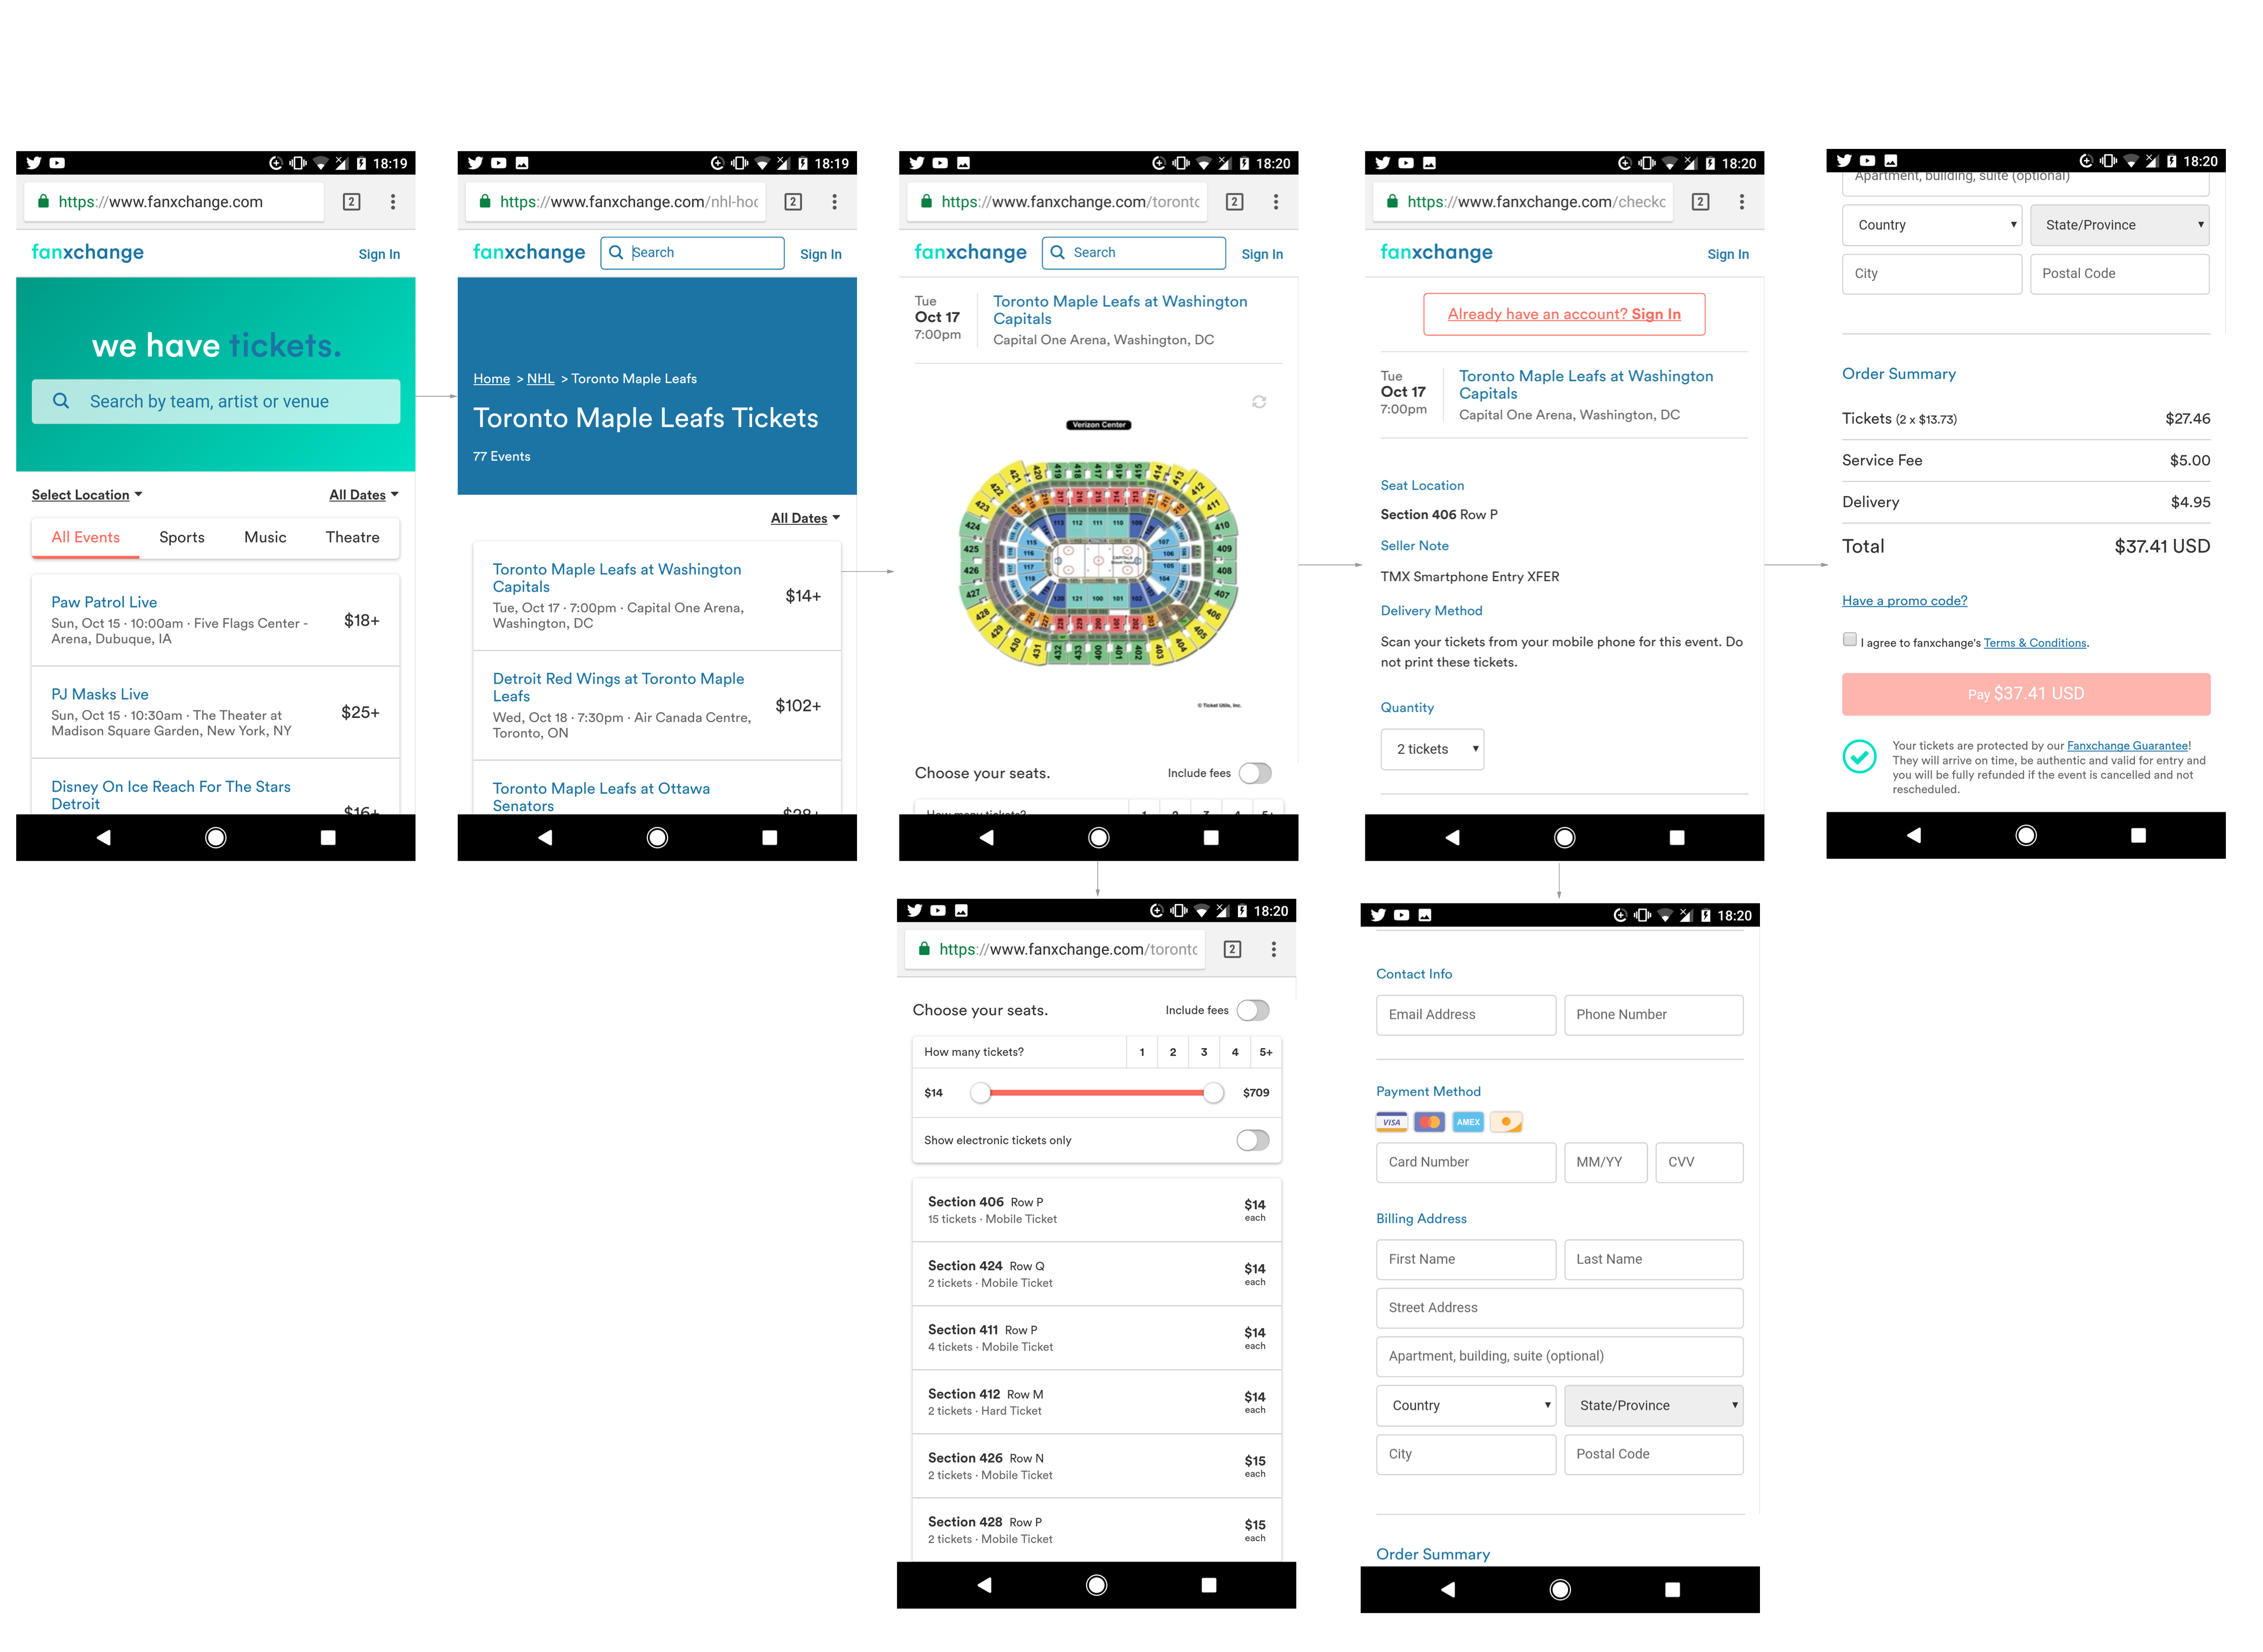 18:19
2
https://www.fanxchange.com
fanxchange
Sign In
we have tickets.
Search by team, artist or venue
Select Location
All Dates
All Events
Sports
Music
Theatre
Paw Patrol Live
Sun, Oct 15 · 10:00am · Five Flags Center -
Arena, Dubuque, IA
$18+
PJ Masks Live
Sun, Oct 15 · 10:30am · The Theater at
Madison Square Garden, New York, NY
$25+
Disney On Ice Reach For The Stars
Detroit
$16+
18:19
https://www.fanxchange.com/nhl-hoc
2
fanxchange
Search
Sign In
Home > NHL > Toronto Maple Leafs
Toronto Maple Leafs Tickets
77 Events
All Dates
Toronto Maple Leafs at Washington
Capitals
Tue, Oct 17 · 7:00pm · Capital One Arena,
Washington, DC
$14+
Detroit Red Wings at Toronto Maple
Leafs
Wed, Oct 18 · 7:30pm · Air Canada Centre,
Toronto, ON
$102+
Toronto Maple Leafs at Ottawa
Senators
$28+
18:20
https://www.fanxchange.com/toronto
2
fanxchange
Search
Sign In
Tue
Oct 17
7:00pm
Toronto Maple Leafs at Washington
Capitals
Capital One Arena, Washington, DC
Verizon Center
© Ticket Utils, Inc.
Choose your seats.
Include fees
How many tickets?
1 2 3 4 5+
18:20
https://www.fanxchange.com/toronto
2
Choose your seats.
Include fees
How many tickets?
1 2 3 4 5+
$14
$709
Show electronic tickets only
Section 406 Row P
15 tickets · Mobile Ticket
$14
each
Section 424 Row Q
2 tickets · Mobile Ticket
$14
each
Section 411 Row P
4 tickets · Mobile Ticket
$14
each
Section 412 Row M
2 tickets · Hard Ticket
$14
each
Section 426 Row N
2 tickets · Mobile Ticket
$15
each
Section 428 Row P
2 tickets · Mobile Ticket
$15
each
18:20
https://www.fanxchange.com/checkc
2
fanxchange
Sign In
Already have an account? Sign In
Tue
Oct 17
7:00pm
Toronto Maple Leafs at Washington
Capitals
Capital One Arena, Washington, DC
Seat Location
Section 406 Row P
Seller Note
TMX Smartphone Entry XFER
Delivery Method
Scan your tickets from your mobile phone for this event. Do
not print these tickets.
Quantity
2 tickets
18:20
Contact Info
Email Address
Phone Number
Payment Method
VISA
AMEX
Card Number
MM/YY
CVV
Billing Address
First Name
Last Name
Street Address
Apartment, building, suite (optional)
Country
State/Province
City
Postal Code
Order Summary
18:20
Apartment, building, suite (optional)
Country
State/Province
City
Postal Code
Order Summary
Tickets (2 x $13.73)
$27.46
Service Fee
$5.00
Delivery
$4.95
Total
$37.41 USD
Have a promo code?
I agree to fanxchange's Terms & Conditions.
Pay $37.41 USD
Your tickets are protected by our Fanxchange Guarantee!
They will arrive on time, be authentic and valid for entry and
you will be fully refunded if the event is cancelled and not
rescheduled.